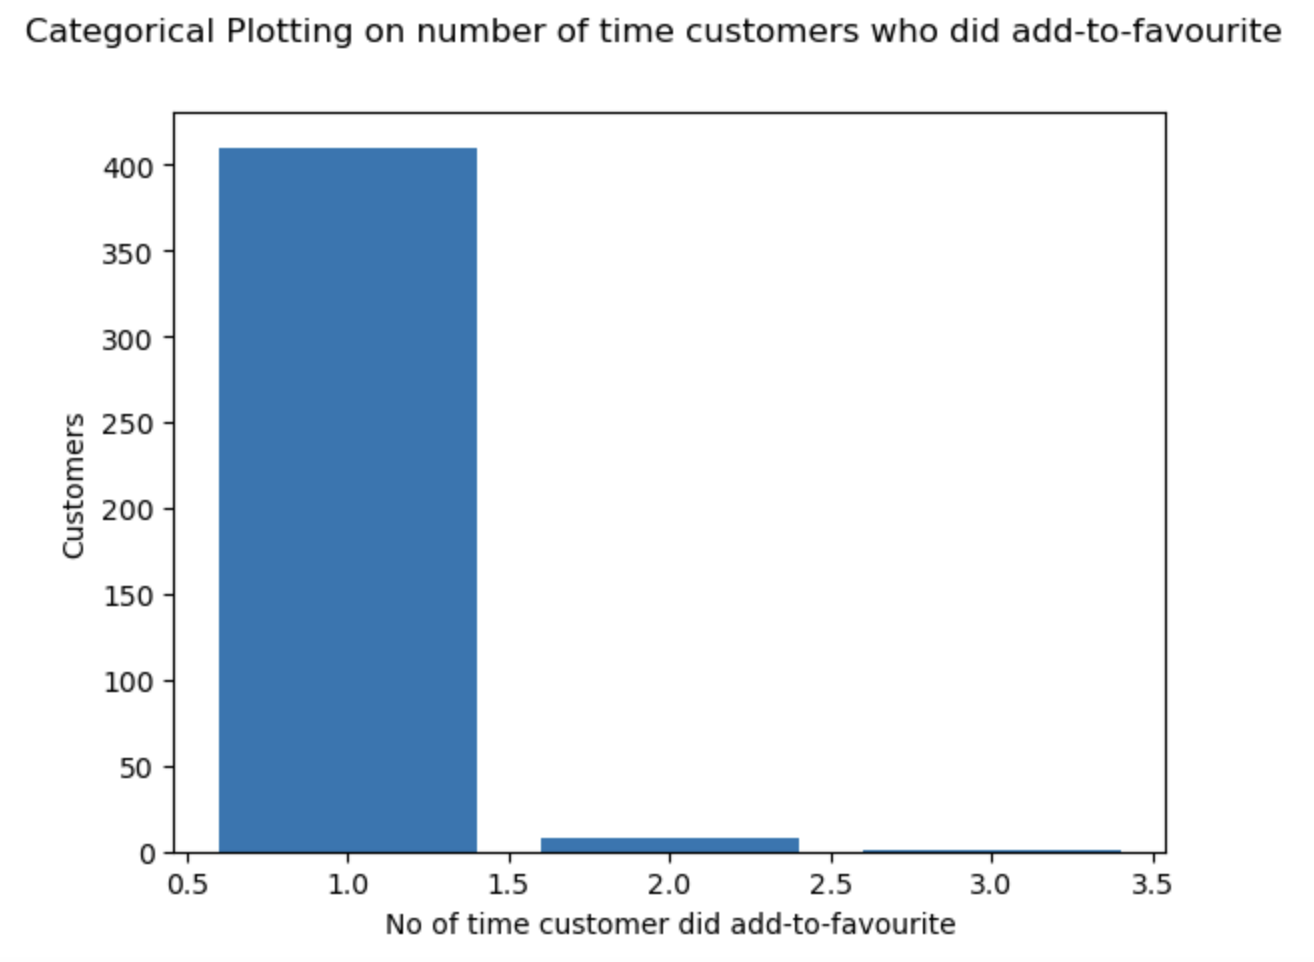 Categorical Plotting on number of time customers who did add-to-favourite
400
350
300
250
200
150
100
50
0
Customers
0.5 1.0 1.5 2.0 2.5 3.0 3.5
No of time customer did add-to-favourite